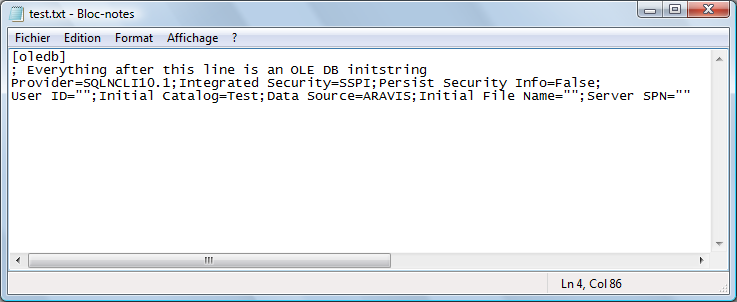 test.txt - Bloc-notes
Fichier Edition Format Affichage ?
[oledb]
; Everything after this line is an OLE DB initstring
Provider=SQLNCLI10.1;Integrated Security=SSPI;Persist Security Info=False;
User ID="";Initial Catalog=Test;Data Source=ARAVIS;Initial File Name="";Server SPN=""
Ln 4, Col 86